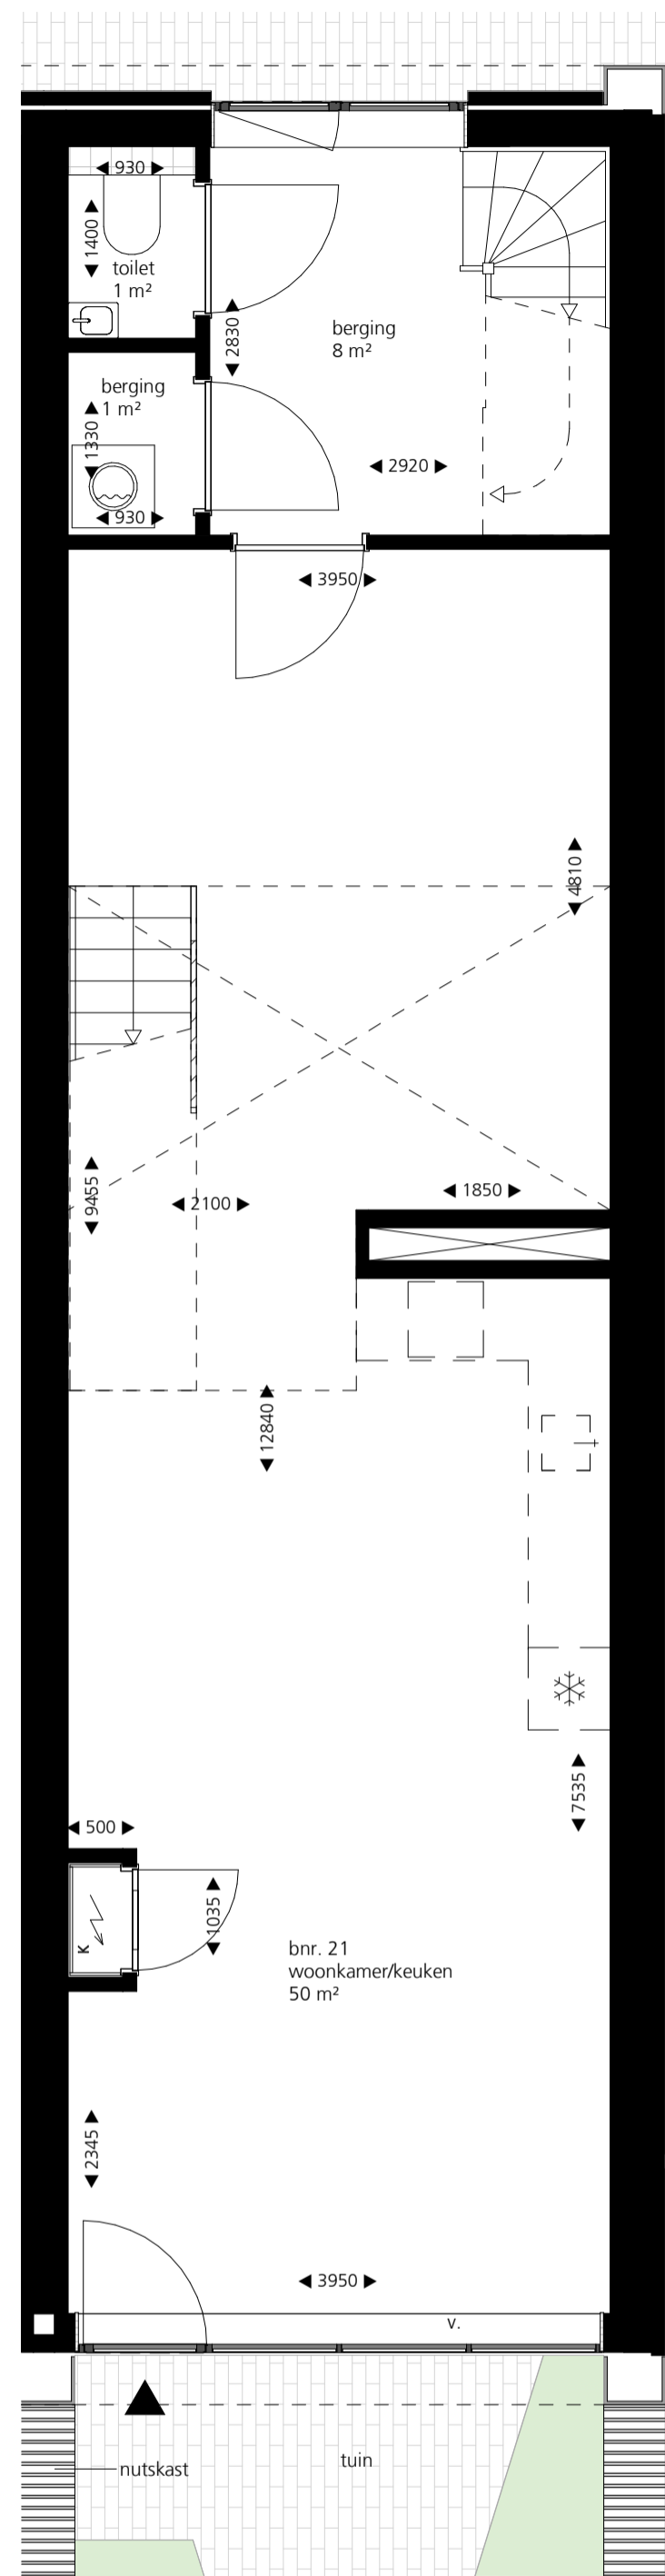 930
1400
toilet
1 m²
2830
berging
8 m²
berging
1 m²
1330
2920
930
3950
4810
9455
2100
1850
12840
7535
500
1035
K
bnr. 21
woonkamer/keuken
50 m²
2345
3950
v.
tuin
nutskast